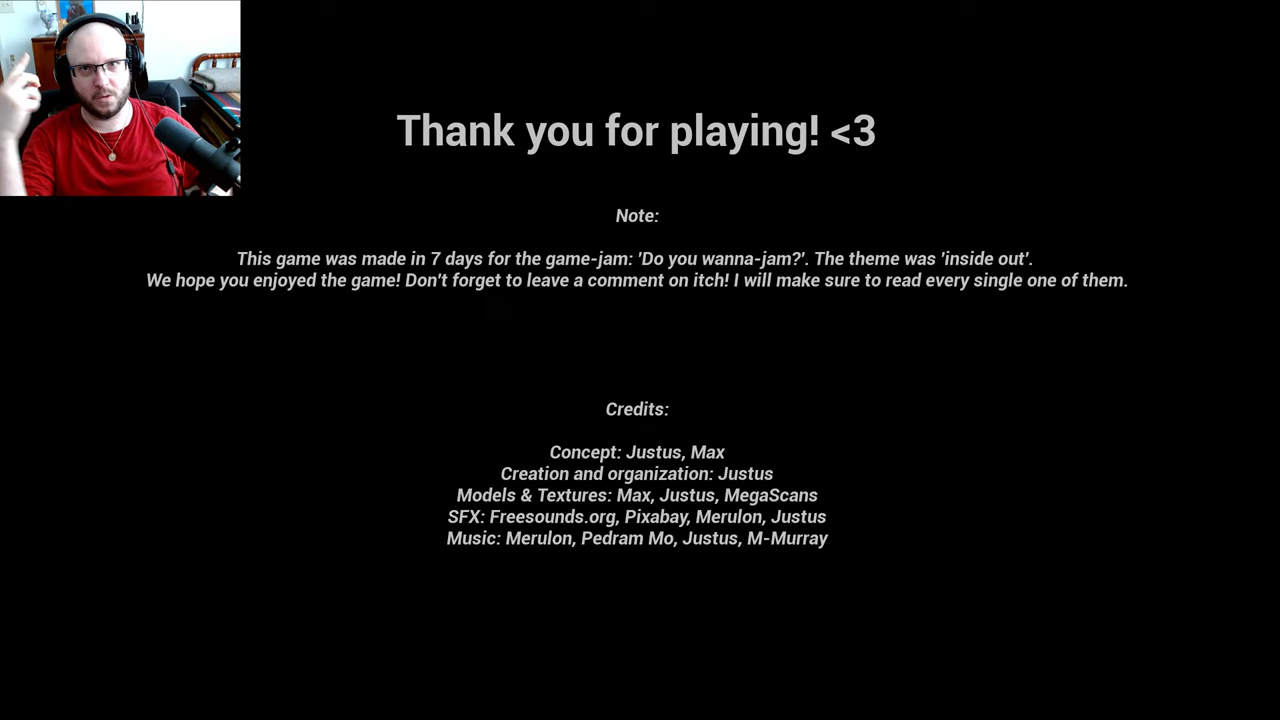 Thank you for playing! <3
Note:
This game was made in 7 days for the game-jam: 'Do you wanna-jam?'. The theme was 'inside out'.
We hope you enjoyed the game! Don't forget to leave a comment on itch! I will make sure to read every single one of them.
Credits:
Concept: Justus, Max
Creation and organization: Justus
Models & Textures: Max, Justus, MegaScans
SFX: Freesounds.org, Pixabay, Merulon, Justus
Music: Merulon, Pedram Mo, Justus, M-Murray